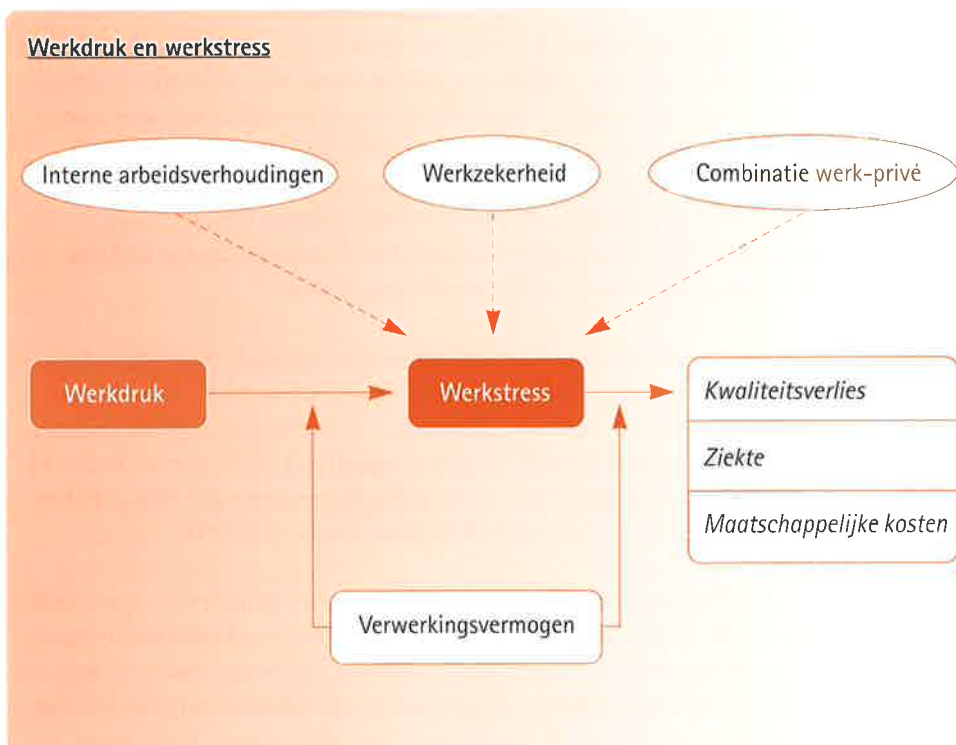 Werkdruk en werkstress
Interne arbeidsverhoudingen
Werkzekerheid
Combinatie werk-privé
Werkdruk
Werkstress
Kwaliteitsverlies
Ziekte
Maatschappelijke kosten
Verwerkingsvermogen